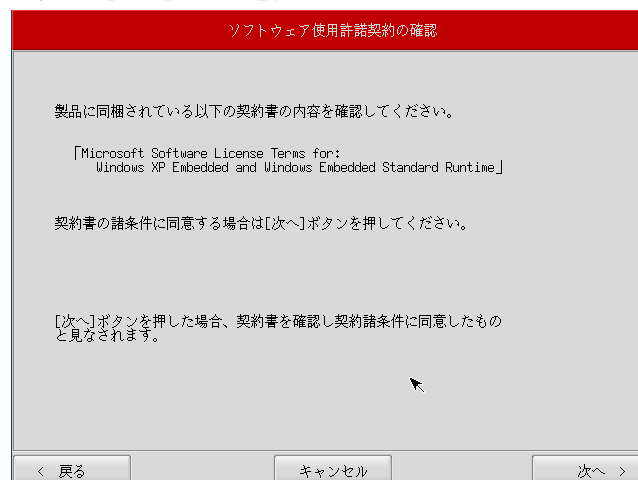 ソフトウェア使用許諾契約の確認
製品に同梱されている以下の契約書の内容を確認してください。
「Microsoft Software License Terms for:
Windows XP Embedded and Windows Embedded Standard Runtime」
契約書の諸条件に同意する場合は[次へ]ボタンを押してください。
[次へ]ボタンを押した場合、契約書を確認し契約諸条件に同意したもの
と見なされます。
< 戻る
キャンセル
次へ >